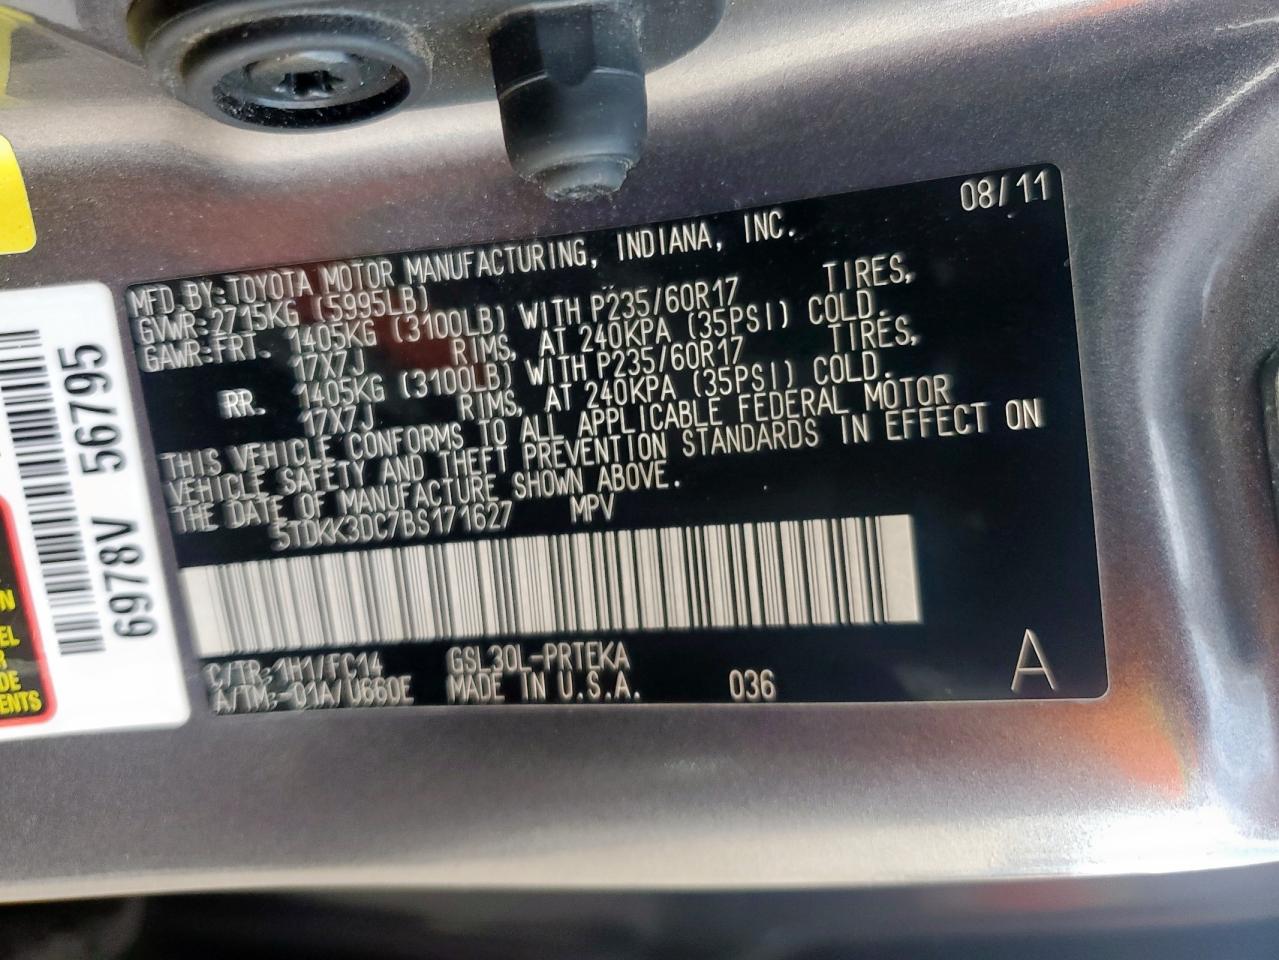 08/11
MFD.BY:TOYOTA MOTOR MANUFACTURING, INDIANA, INC.
GVWR:2715KG (5995LB)
GAWR:FRT. 1405KG (3100LB) WITH P235/60R17 TIRES,
17X7J RIMS, AT 240KPA (35PSI) COLD.
RR. 1405KG (3100LB) WITH P235/60R17 TIRES,
17X7J RIMS, AT 240KPA (35PSI) COLD.
THIS VEHICLE CONFORMS TO ALL APPLICABLE FEDERAL MOTOR
VEHICLE SAFETY AND THEFT PREVENTION STANDARDS IN EFFECT ON
THE DATE OF MANUFACTURE SHOWN ABOVE.
5TDKK3DC7BS171627 MPV
C/TR:1H1/FC14 GSL30L-PRTEKA
A/TM:-01A/U660E MADE IN U.S.A. 036
A
6978V 56795
N
EL
R
DE
ENTS